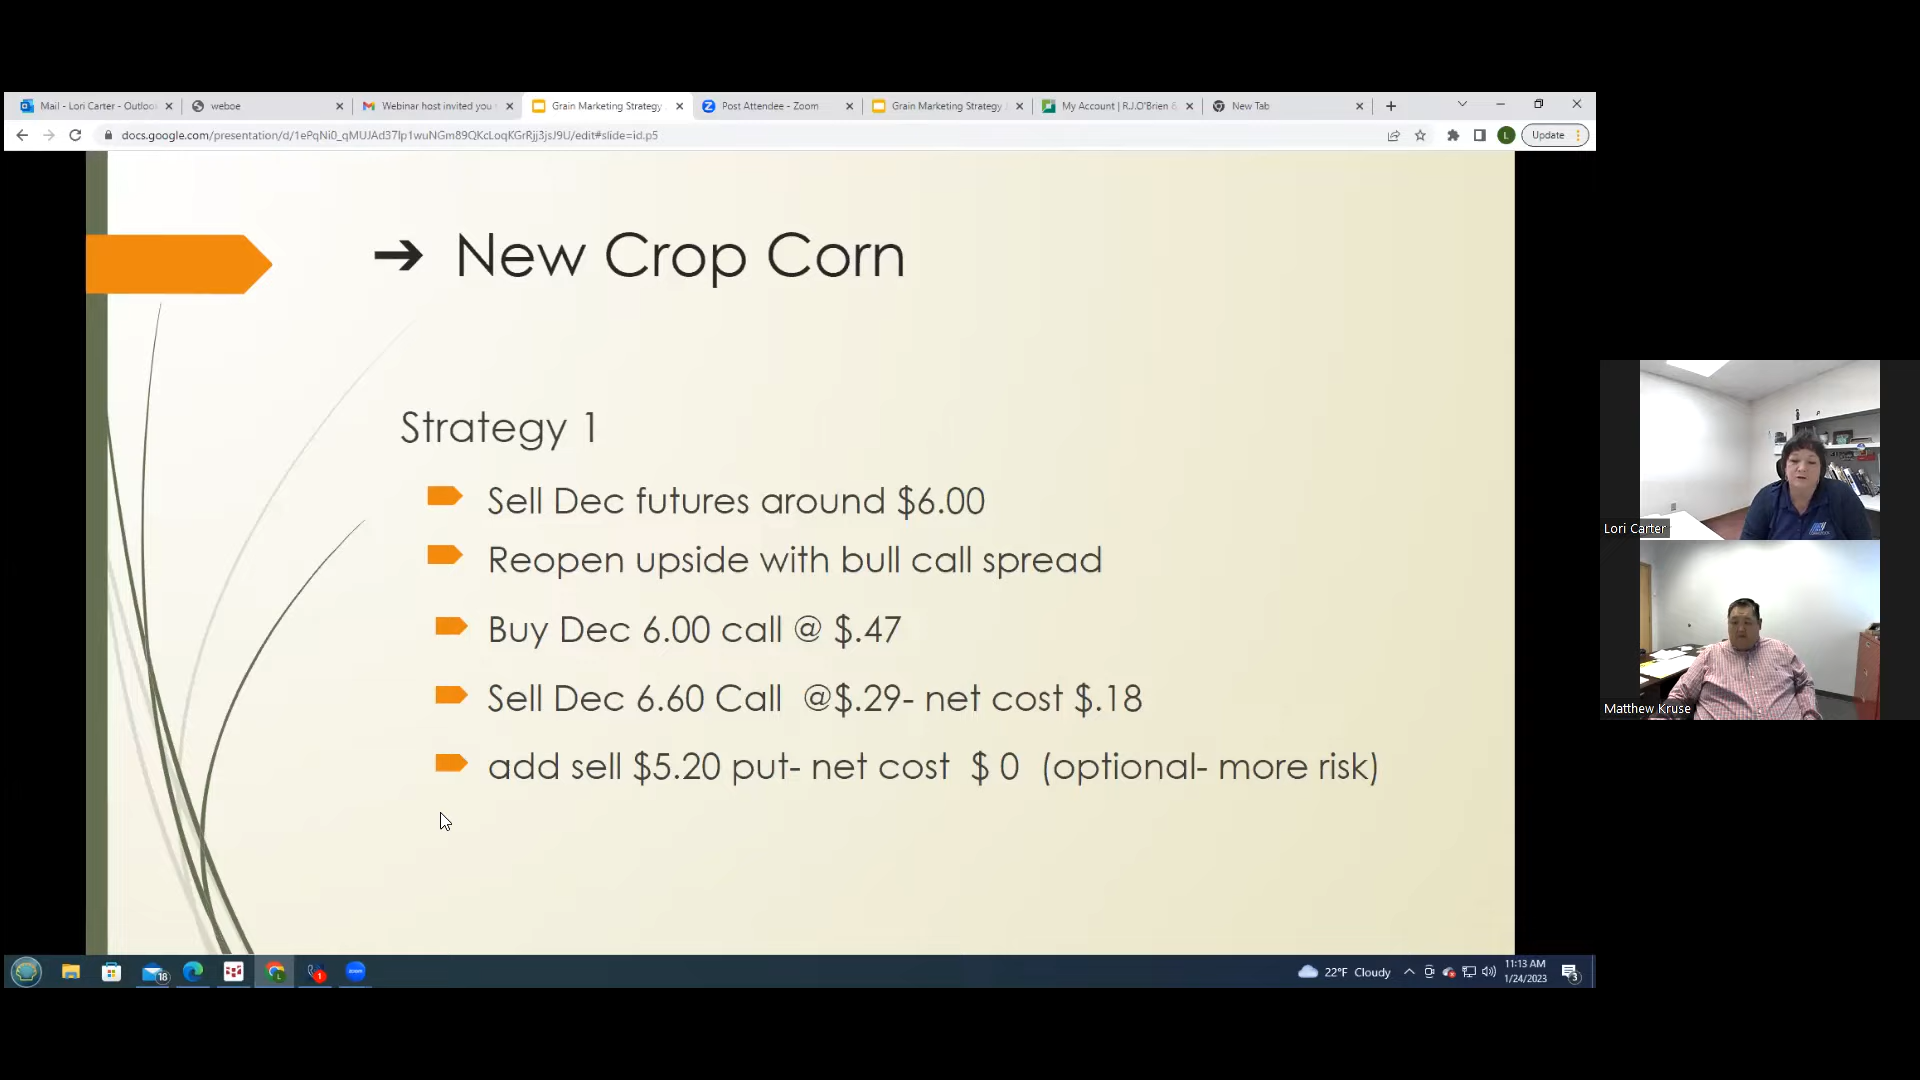 Mail - Lori Carter - Outloo
weboe
Webinar host invited you
Grain Marketing Strategy
Post Attendee - Zoom
Grain Marketing Strategy
My Account | R.J.O'Brien &
New Tab
docs.google.com/presentation/d/1ePqNi0_qMUJAd37Ip1wuNGm89QKcLoqKGrRjj3jsJ9U/edit#slide=id.p5
L
Update
➔ New Crop Corn
Strategy 1
Sell Dec futures around $6.00
Reopen upside with bull call spread
Buy Dec 6.00 call @ $.47
Sell Dec 6.60 Call @$.29- net cost $.18
add sell $5.20 put- net cost $ 0 (optional- more risk)
Lori Carter
Matthew Kruse
18
1
zoom
22°F Cloudy
11:13 AM
1/24/2023
3